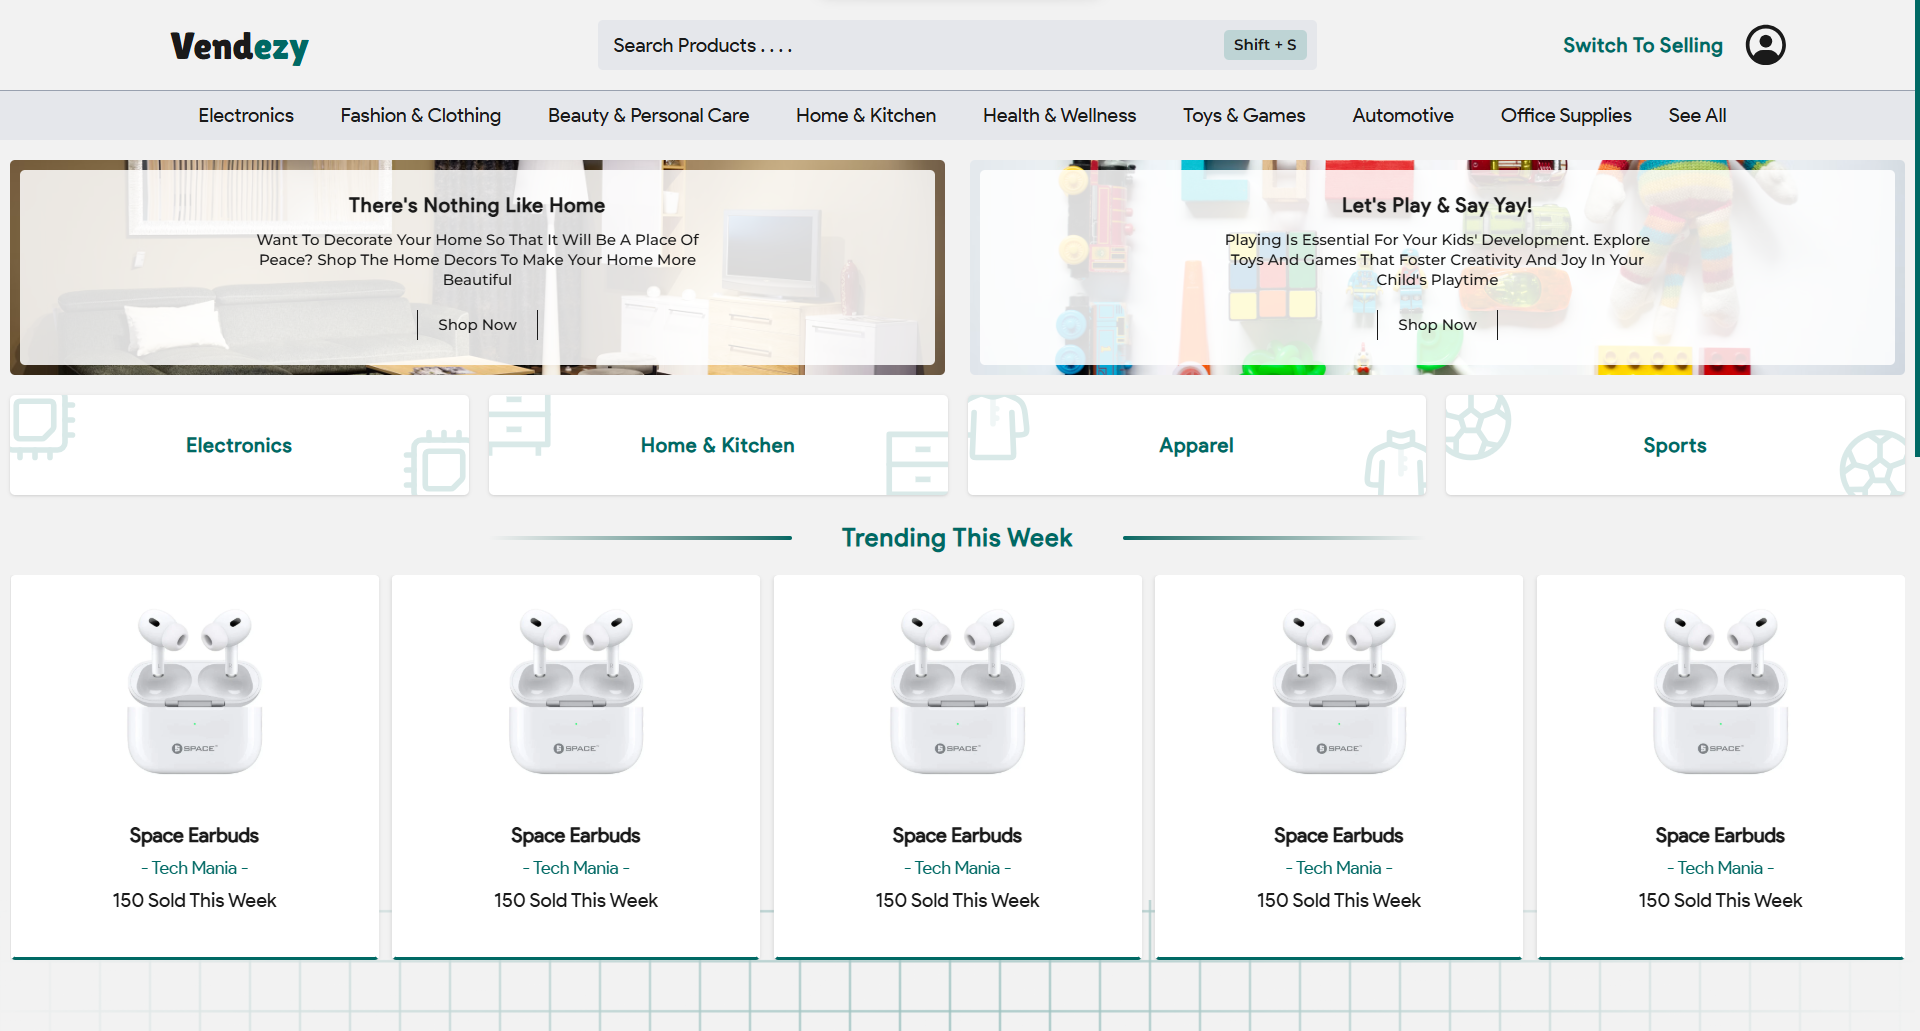 Vendezy
Search Products . . . .
Shift + S
Switch To Selling
Electronics
Fashion & Clothing
Beauty & Personal Care
Home & Kitchen
Health & Wellness
Toys & Games
Automotive
Office Supplies
See All
There's Nothing Like Home
Want To Decorate Your Home So That It Will Be A Place Of
Peace? Shop The Home Decors To Make Your Home More
Beautiful
Shop Now
Let's Play & Say Yay!
Playing Is Essential For Your Kids' Development. Explore
Toys And Games That Foster Creativity And Joy In Your
Child's Playtime
Shop Now
Electronics
Home & Kitchen
Apparel
Sports
Trending This Week
SPACE
Space Earbuds
- Tech Mania -
150 Sold This Week
SPACE
Space Earbuds
- Tech Mania -
150 Sold This Week
SPACE
Space Earbuds
- Tech Mania -
150 Sold This Week
SPACE
Space Earbuds
- Tech Mania -
150 Sold This Week
SPACE
Space Earbuds
- Tech Mania -
150 Sold This Week